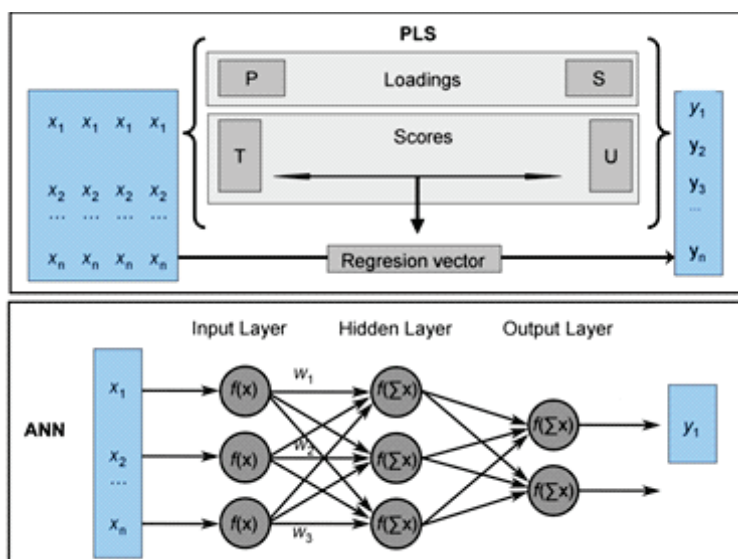 PLS
P Loadings S
T Scores U
x₁ x₁ x₁ x₁
x₂ x₂ x₂ x₂
... ... ... ...
xₙ xₙ xₙ xₙ
Regresion vector
y₁
y₂
y₃
...
yₙ
ANN
Input Layer Hidden Layer Output Layer
x₁
x₂
...
xₙ
f(x)
f(x)
f(x)
w₁
w₂
w₃
f(∑x)
f(∑x)
f(∑x)
f(∑x)
f(∑x)
y₁